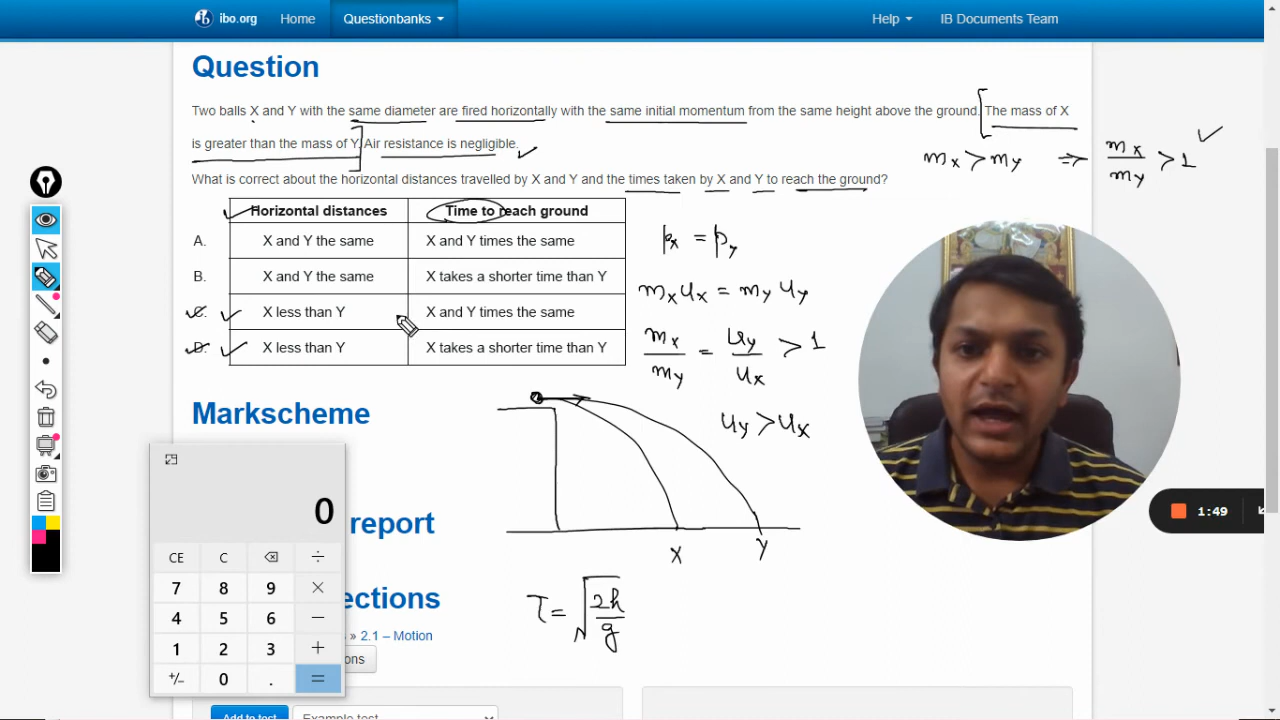 ibo.org Home Questionbanks Help IB Documents Team
Question
Two balls X and Y with the same diameter are fired horizontally with the same initial momentum from the same height above the ground. The mass of X
is greater than the mass of Y. Air resistance is negligible.
mx > my ⇒ mx/my > 1
What is correct about the horizontal distances travelled by X and Y and the times taken by X and Y to reach the ground?
Horizontal distances Time to reach ground
A. X and Y the same X and Y times the same
B. X and Y the same X takes a shorter time than Y
C. X less than Y X and Y times the same
D. X less than Y X takes a shorter time than Y
px = py
mx ux = my uy
mx/my = uy/ux > 1
uy > ux
Markscheme
report
X Y
ections
T = √2h/g
» 2.1 – Motion
ons
Add to test Example test
0
CE C ÷
7 8 9 ×
4 5 6 −
1 2 3 +
+/− 0 . =
1:49